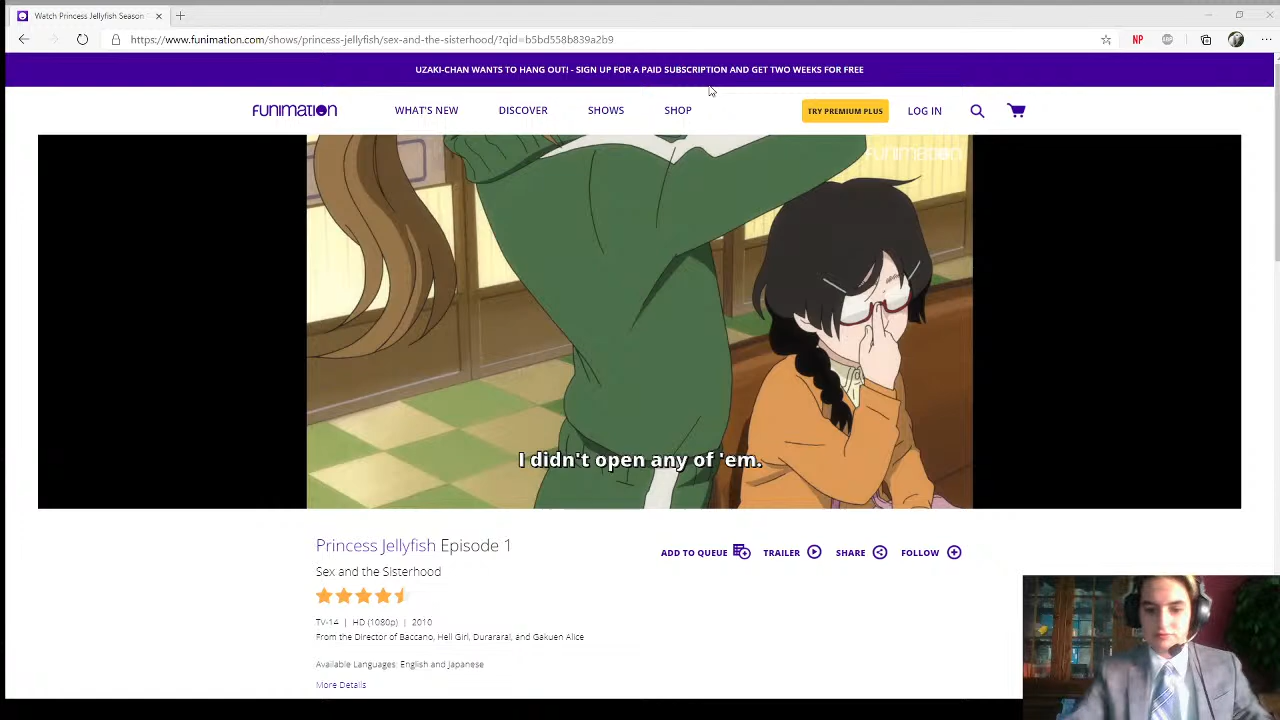 Watch Princess Jellyfish Season
https://www.funimation.com/shows/princess-jellyfish/sex-and-the-sisterhood/?qid=b5bd558b839a2b9
NP
UZAKI-CHAN WANTS TO HANG OUT! - SIGN UP FOR A PAID SUBSCRIPTION AND GET TWO WEEKS FOR FREE
FUNIMATION
WHAT'S NEW
DISCOVER
SHOWS
SHOP
TRY PREMIUM PLUS
LOG IN
FUNIMATION
I didn't open any of 'em.
Princess Jellyfish Episode 1
ADD TO QUEUE
TRAILER
SHARE
FOLLOW
Sex and the Sisterhood
TV-14 | HD (1080p) | 2010
From the Director of Baccano, Hell Girl, Durararal, and Gakuen Alice
Available Languages: English and Japanese
More Details